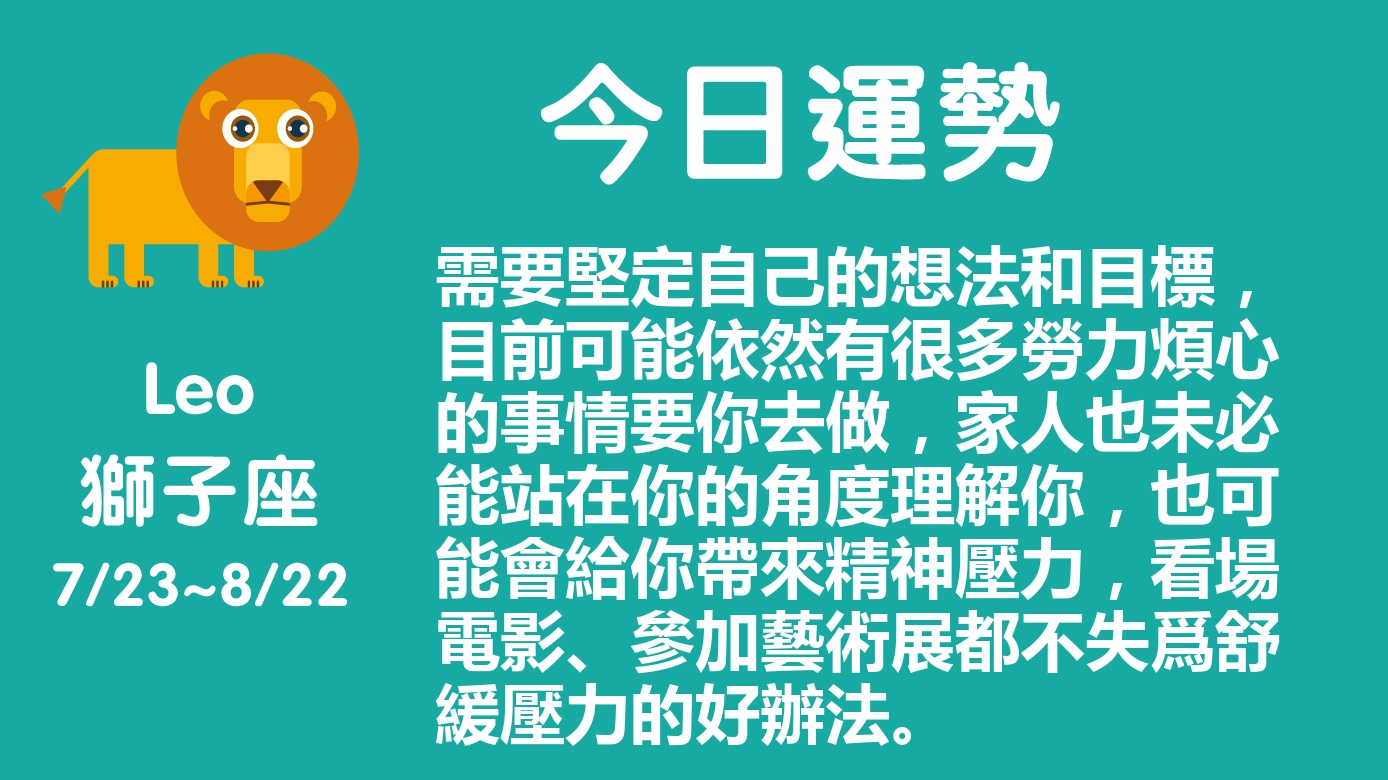 今日運勢
Leo
獅子座
7/23~8/22
需要堅定自己的想法和目標，
目前可能依然有很多勞力煩心
的事情要你去做，家人也未必
能站在你的角度理解你，也可
能會給你帶來精神壓力，看場
電影、參加藝術展都不失爲舒
緩壓力的好辦法。